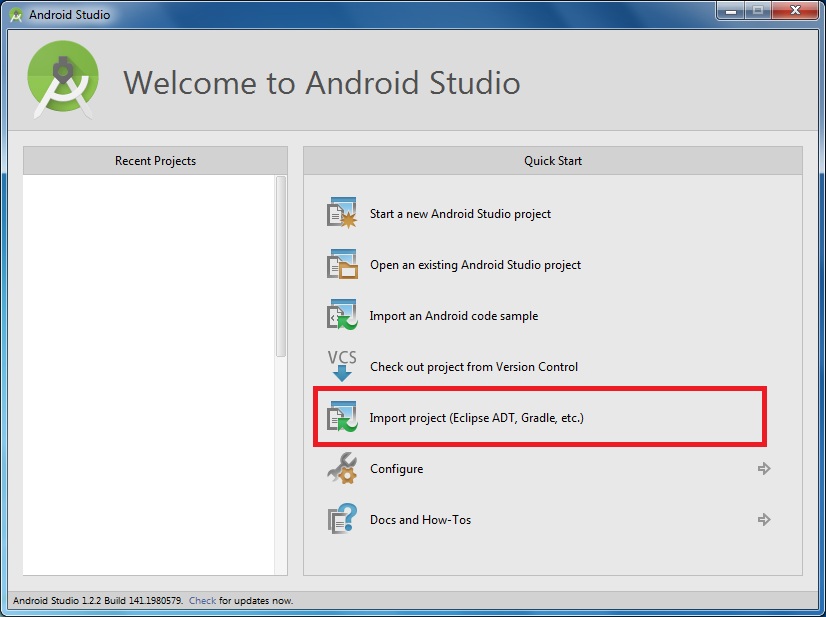 Android Studio
Welcome to Android Studio
Recent Projects
Quick Start
Start a new Android Studio project
Open an existing Android Studio project
Import an Android code sample
VCS
Check out project from Version Control
Import project (Eclipse ADT, Gradle, etc.)
Configure
Docs and How-Tos
Android Studio 1.2.2 Build 141.1980579. Check for updates now.